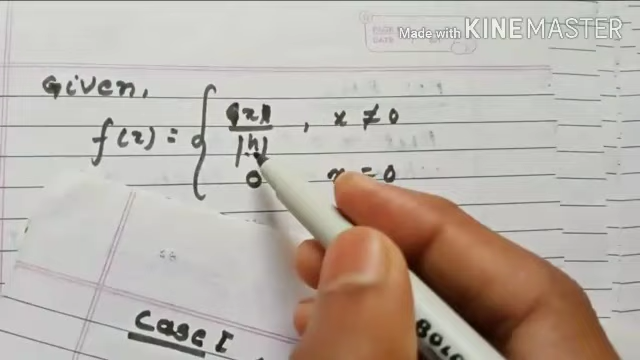 Made with KINEMASTER
Given,
f(x) = { |x| / |h| , x ≠ 0
0 x = 0
Case I